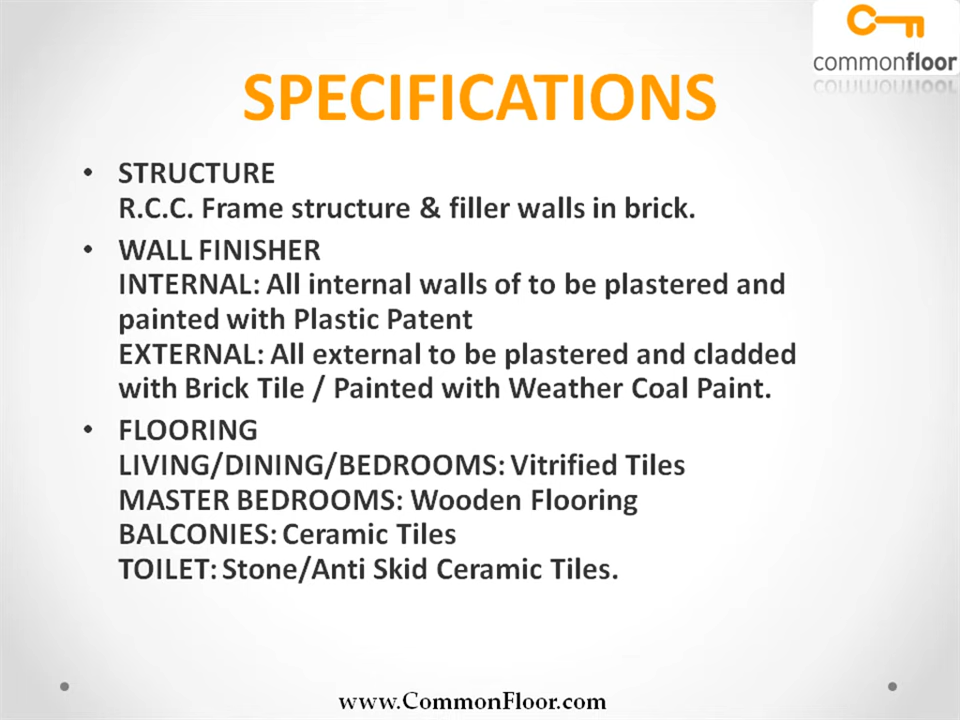 commonfloor
SPECIFICATIONS
• STRUCTURE
R.C.C. Frame structure & filler walls in brick.
• WALL FINISHER
INTERNAL: All internal walls of to be plastered and
painted with Plastic Patent
EXTERNAL: All external to be plastered and cladded
with Brick Tile / Painted with Weather Coal Paint.
• FLOORING
LIVING/DINING/BEDROOMS: Vitrified Tiles
MASTER BEDROOMS: Wooden Flooring
BALCONIES: Ceramic Tiles
TOILET: Stone/Anti Skid Ceramic Tiles.
www.CommonFloor.com